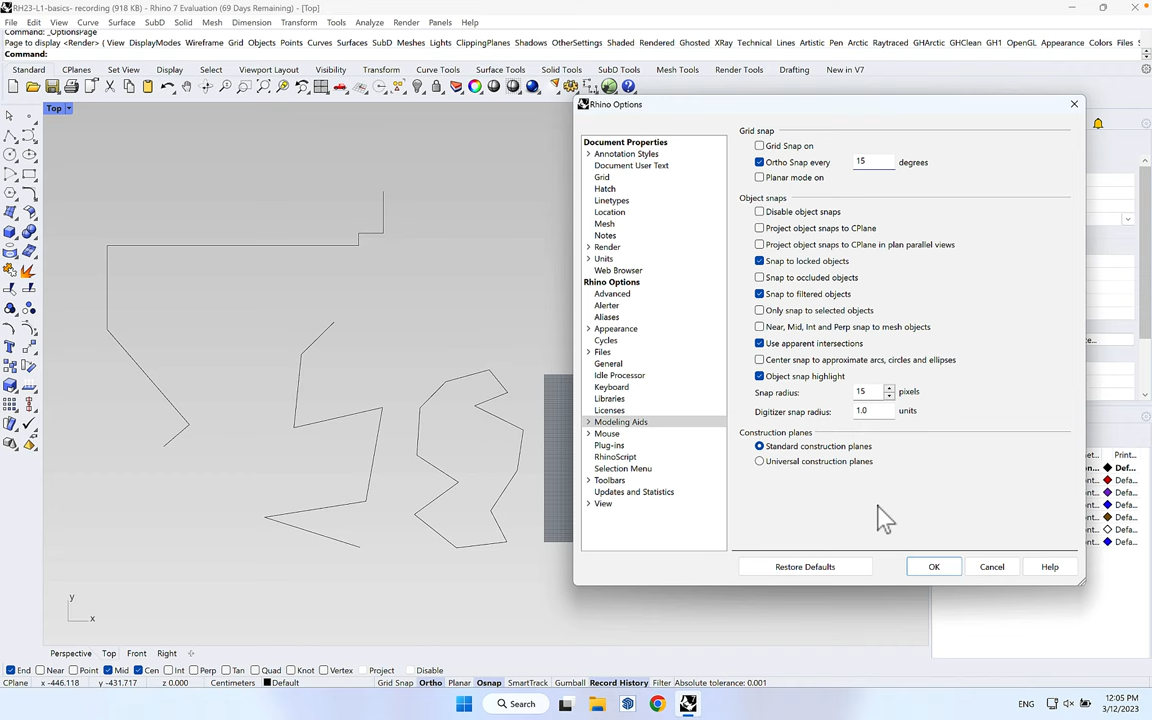 RH23-L1-basics- recording (918 KB) - Rhino 7 Evaluation (69 Days Remaining) - [Top]
File Edit View Curve Surface SubD Solid Mesh Dimension Transform Tools Analyze Render Panels Help
Command: _OptionsPage
Page to display <Render> ( View DisplayModes Wireframe Grid Objects Points Curves Surfaces SubD Meshes Lights ClippingPlanes Shadows OtherSettings Shaded Rendered Ghosted XRay Technical Lines Artistic Pen Arctic Raytraced GHArctic GHClean GH1 OpenGL Appearance Colors Files
Command:
Standard CPlanes Set View Display Select Viewport Layout Visibility Transform Curve Tools Surface Tools Solid Tools SubD Tools Mesh Tools Render Tools Drafting New in V7
Top
Rhino Options
Document Properties
Annotation Styles
Document User Text
Grid
Hatch
Linetypes
Location
Mesh
Notes
Render
Units
Web Browser
Rhino Options
Advanced
Alerter
Aliases
Appearance
Cycles
Files
General
Idle Processor
Keyboard
Libraries
Licenses
Modeling Aids
Mouse
Plug-ins
RhinoScript
Selection Menu
Toolbars
Updates and Statistics
View
Grid snap
Grid Snap on
Ortho Snap every 15 degrees
Planar mode on
Object snaps
Disable object snaps
Project object snaps to CPlane
Project object snaps to CPlane in plan parallel views
Snap to locked objects
Snap to occluded objects
Snap to filtered objects
Only snap to selected objects
Near, Mid, Int and Perp snap to mesh objects
Use apparent intersections
Center snap to approximate arcs, circles and ellipses
Object snap highlight
Snap radius: 15 pixels
Digitizer snap radius: 1.0 units
Construction planes
Standard construction planes
Universal construction planes
Restore Defaults OK Cancel Help
Print...
Defa...
Defa...
Defa...
Defa...
Defa...
Defa...
Defa...
y
x
Perspective Top Front Right
End Near Point Mid Cen Int Perp Tan Quad Knot Vertex Project Disable
CPlane x -446.118 y -431.717 z 0.000 Centimeters Default Grid Snap Ortho Planar Osnap SmartTrack Gumball Record History Filter Absolute tolerance: 0.001
Search
ENG
12:05 PM
3/12/2023